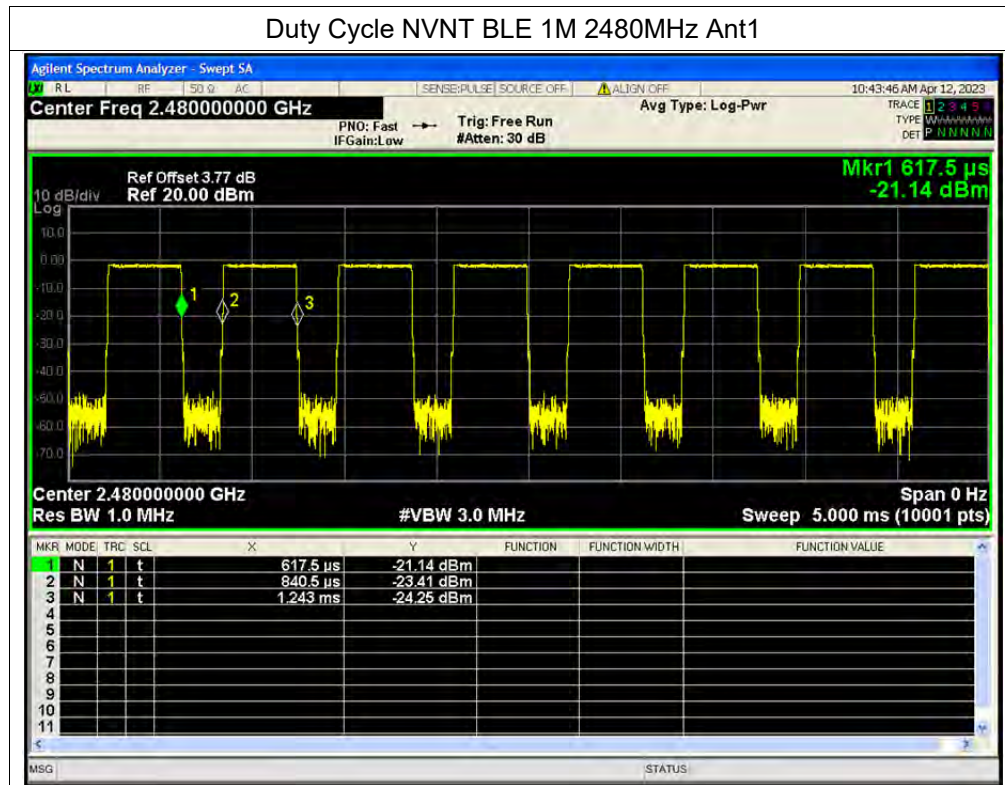 Duty Cycle NVNT BLE 1M 2480MHz Ant1
Agilent Spectrum Analyzer - Swept SA
RL RF 50 Ω AC SENSE:PULSE SOURCE OFF ALIGN OFF 10:43:46 AM Apr 12, 2023
Center Freq 2.480000000 GHz Avg Type: Log-Pwr TRACE 1 2 3 4 5 6
PNO: Fast Trig: Free Run TYPE
IFGain:Low #Atten: 30 dB DET P N N N N N
Mkr1 617.5 µs
Ref Offset 3.77 dB
10 dB/div Ref 20.00 dBm -21.14 dBm
Log
10.0
0.00
-10.0
1 2 3
-20.0
-30.0
-40.0
-50.0
-60.0
-70.0
Center 2.480000000 GHz Span 0 Hz
Res BW 1.0 MHz #VBW 3.0 MHz Sweep 5.000 ms (10001 pts)
MKR MODE TRC SCL X Y FUNCTION FUNCTION WIDTH FUNCTION VALUE
1 N 1 t 617.5 µs -21.14 dBm
2 N 1 t 840.5 µs -23.41 dBm
3 N 1 t 1.243 ms -24.25 dBm
4
5
6
7
8
9
10
11
MSG STATUS